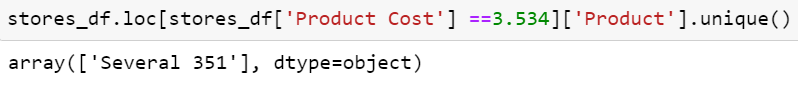 stores_df.loc[stores_df['Product Cost'] ==3.534]['Product'].unique()
array(['Several 351'], dtype=object)